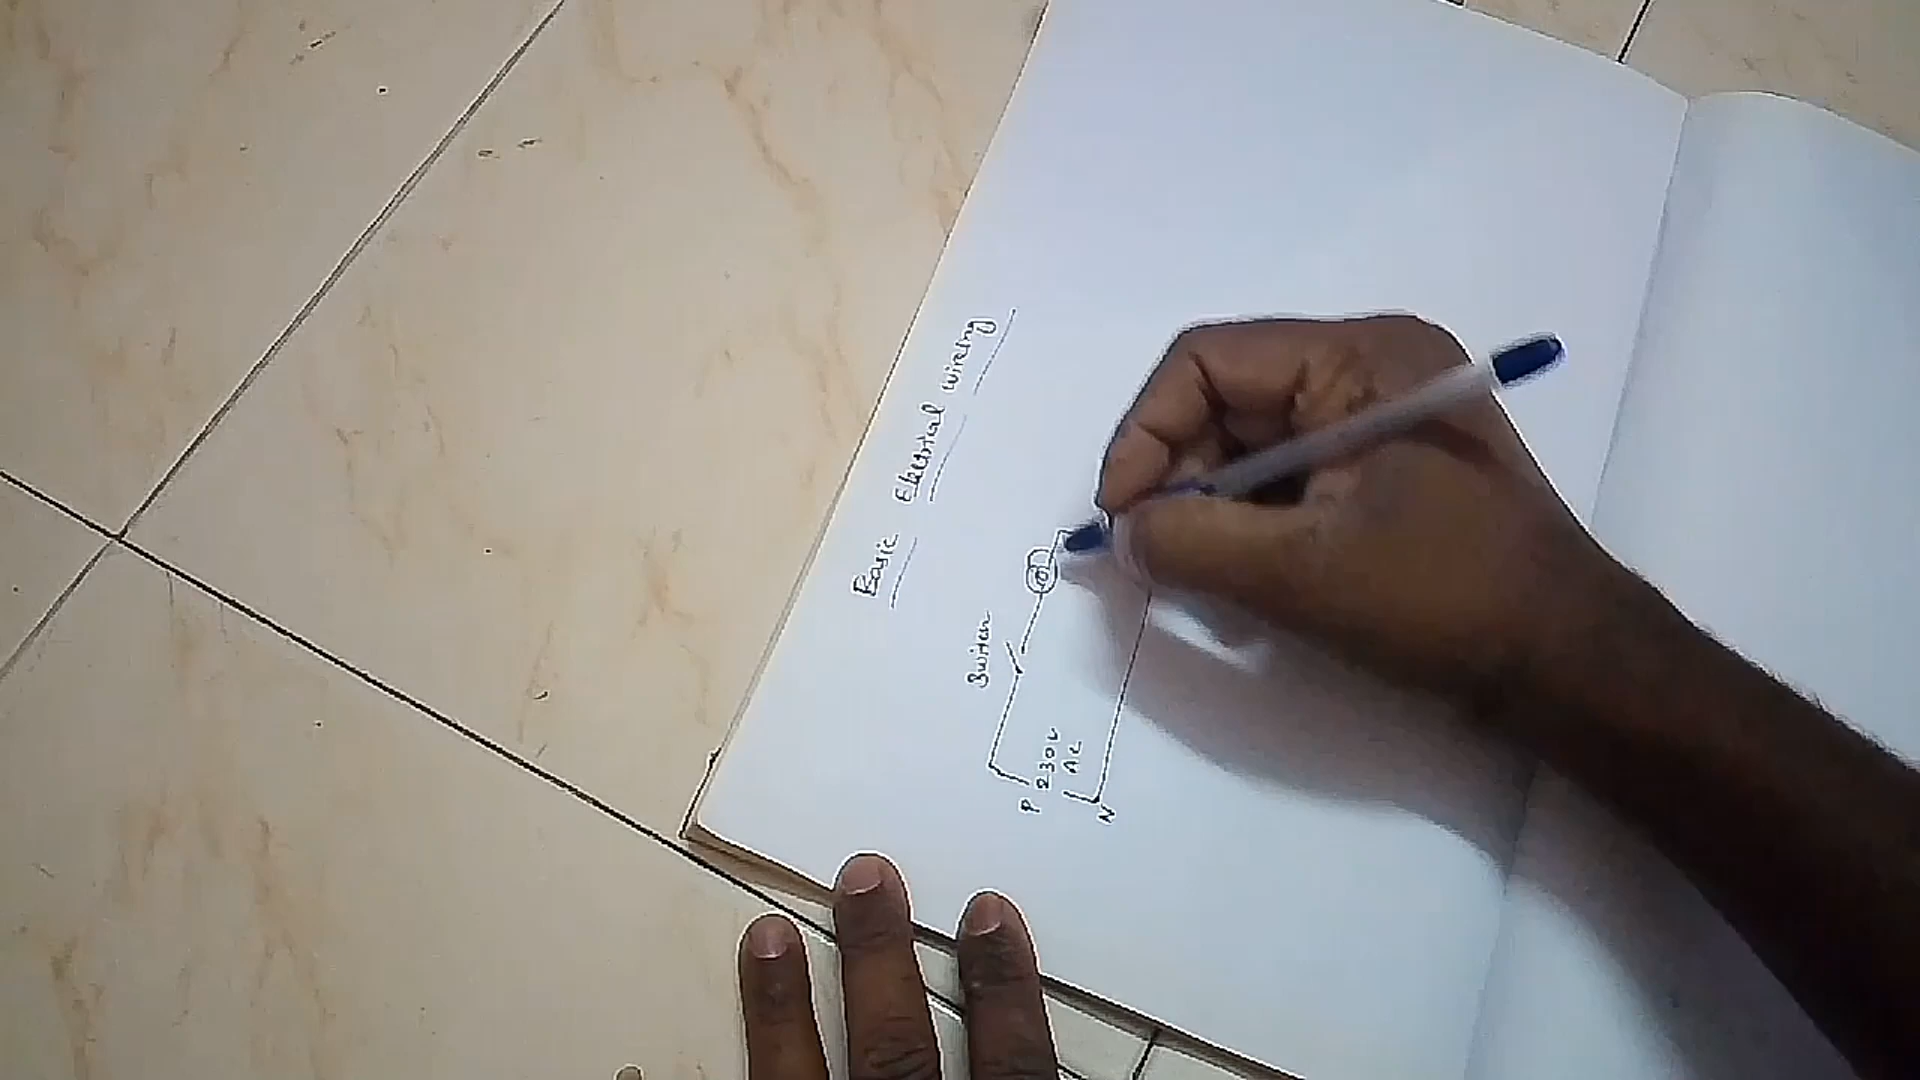 Basic Electrical wiring
Switch
P
230V
AC
N